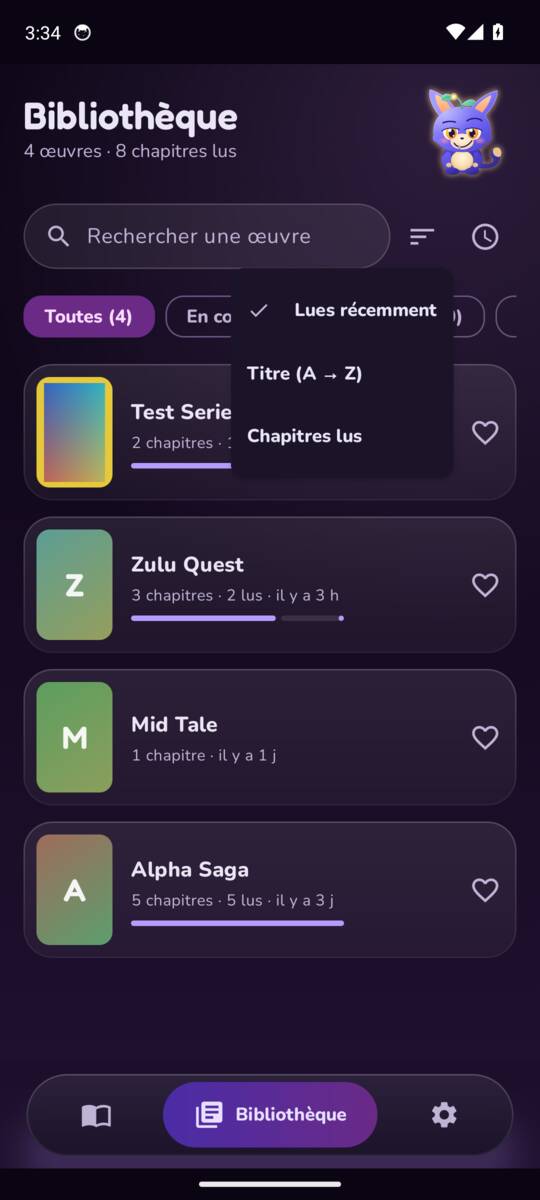 3:34
Bibliothèque
4 œuvres · 8 chapitres lus
Rechercher une œuvre
Toutes (4)
Lues récemment
Titre (A → Z)
Chapitres lus
Test Serie
2 chapitres ·
Z
Zulu Quest
3 chapitres · 2 lus · il y a 3 h
M
Mid Tale
1 chapitre · il y a 1 j
A
Alpha Saga
5 chapitres · 5 lus · il y a 3 j
Bibliothèque